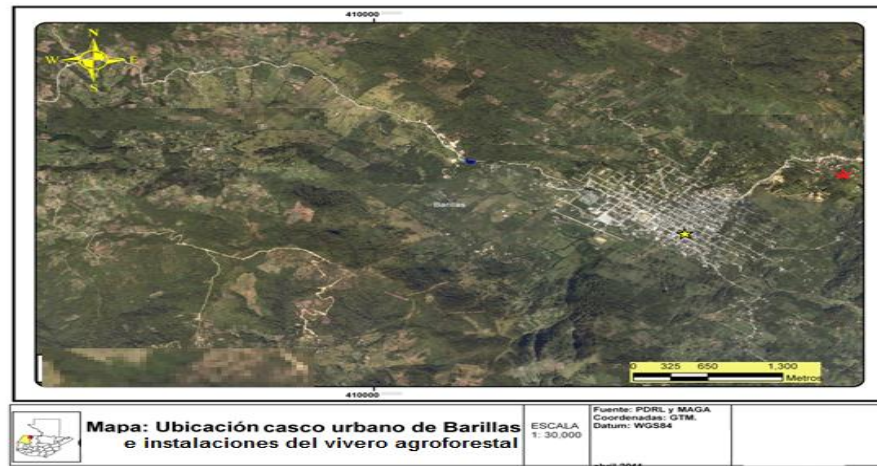 410000
N
W E
S
Barillas
0 325 650 1,300
Metros
410000
Mapa: Ubicación casco urbano de Barillas
e instalaciones del vivero agroforestal
ESCALA
1: 30,000
Fuente: PDRL y MAGA
Coordenadas: GTM.
Datum: WGS84